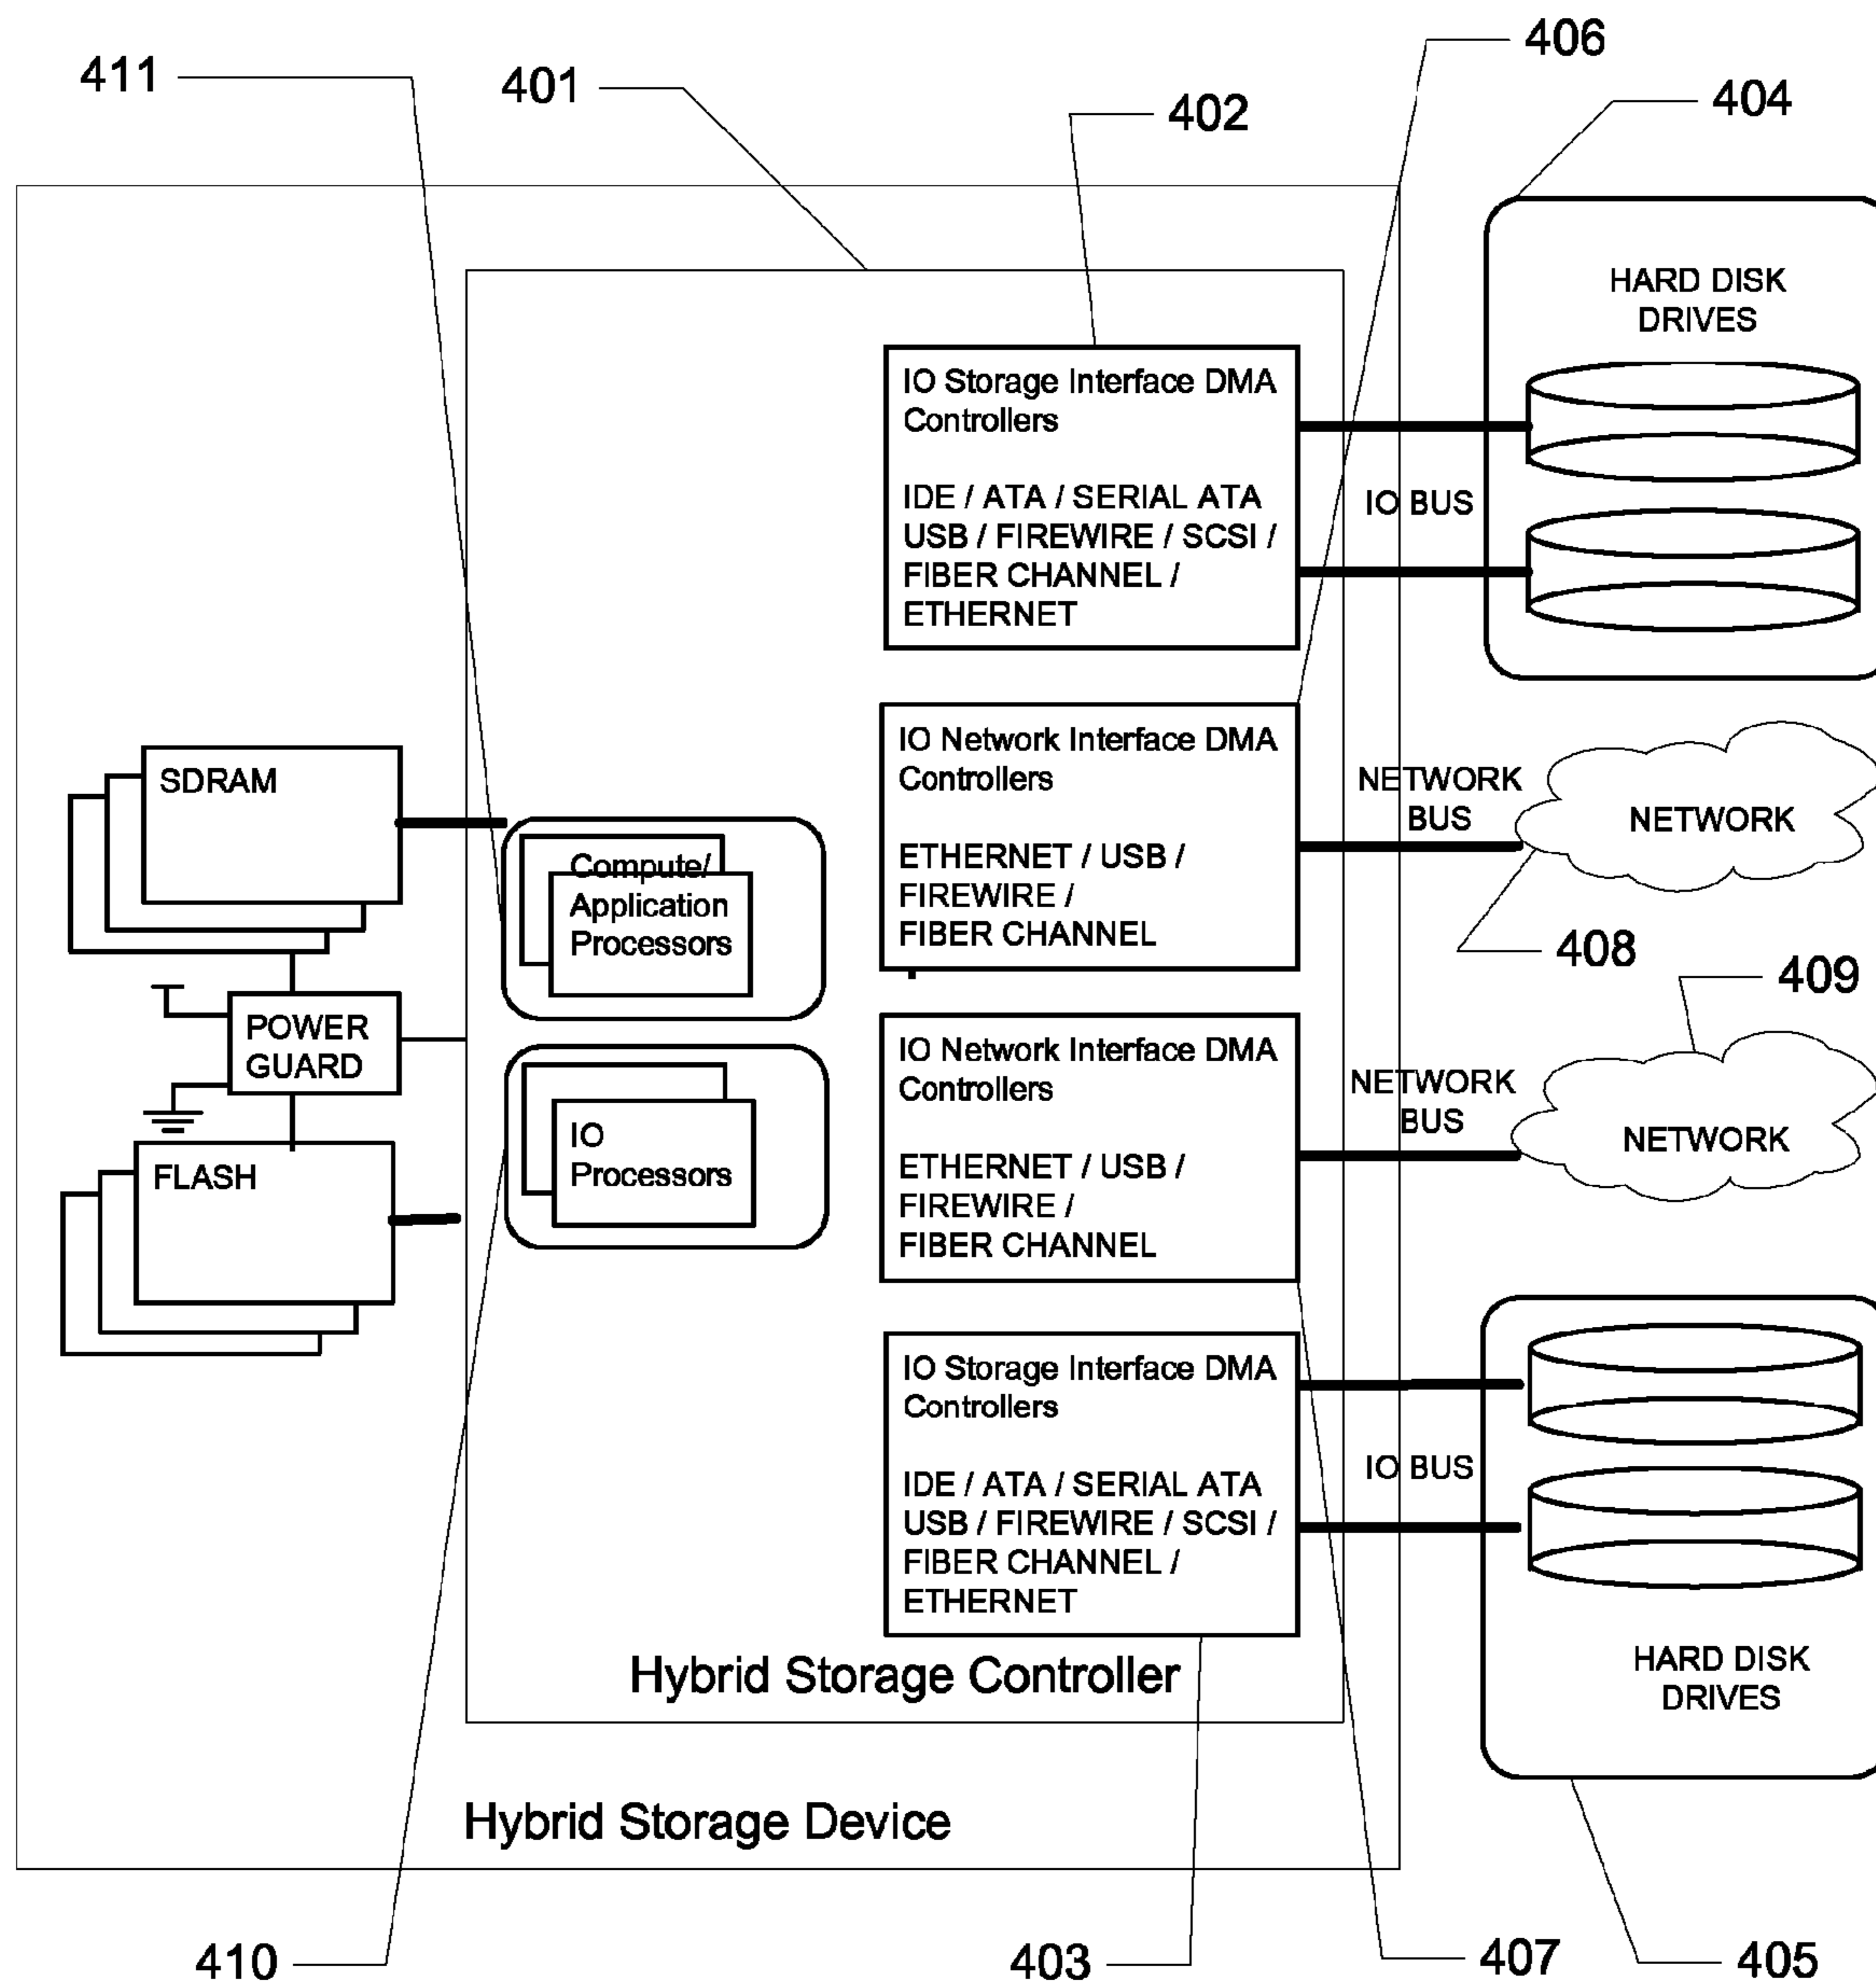 406
411
401
404
402
HARD DISK
DRIVES
IO Storage Interface DMA
Controllers
IDE / ATA / SERIAL ATA
USB / FIREWIRE / SCSI /
FIBER CHANNEL /
ETHERNET
IO BUS
IO Network Interface DMA
Controllers
ETHERNET / USB /
FIREWIRE /
FIBER CHANNEL
NETWORK
BUS
NETWORK
SDRAM
Compute/
Application
Processors
408
409
POWER
GUARD
IO Network Interface DMA
Controllers
ETHERNET / USB /
FIREWIRE /
FIBER CHANNEL
NETWORK
BUS
NETWORK
IO
Processors
FLASH
IO Storage Interface DMA
Controllers
IDE / ATA / SERIAL ATA
USB / FIREWIRE / SCSI /
FIBER CHANNEL /
ETHERNET
IO BUS
HARD DISK
DRIVES
Hybrid Storage Controller
Hybrid Storage Device
410
403
407
405